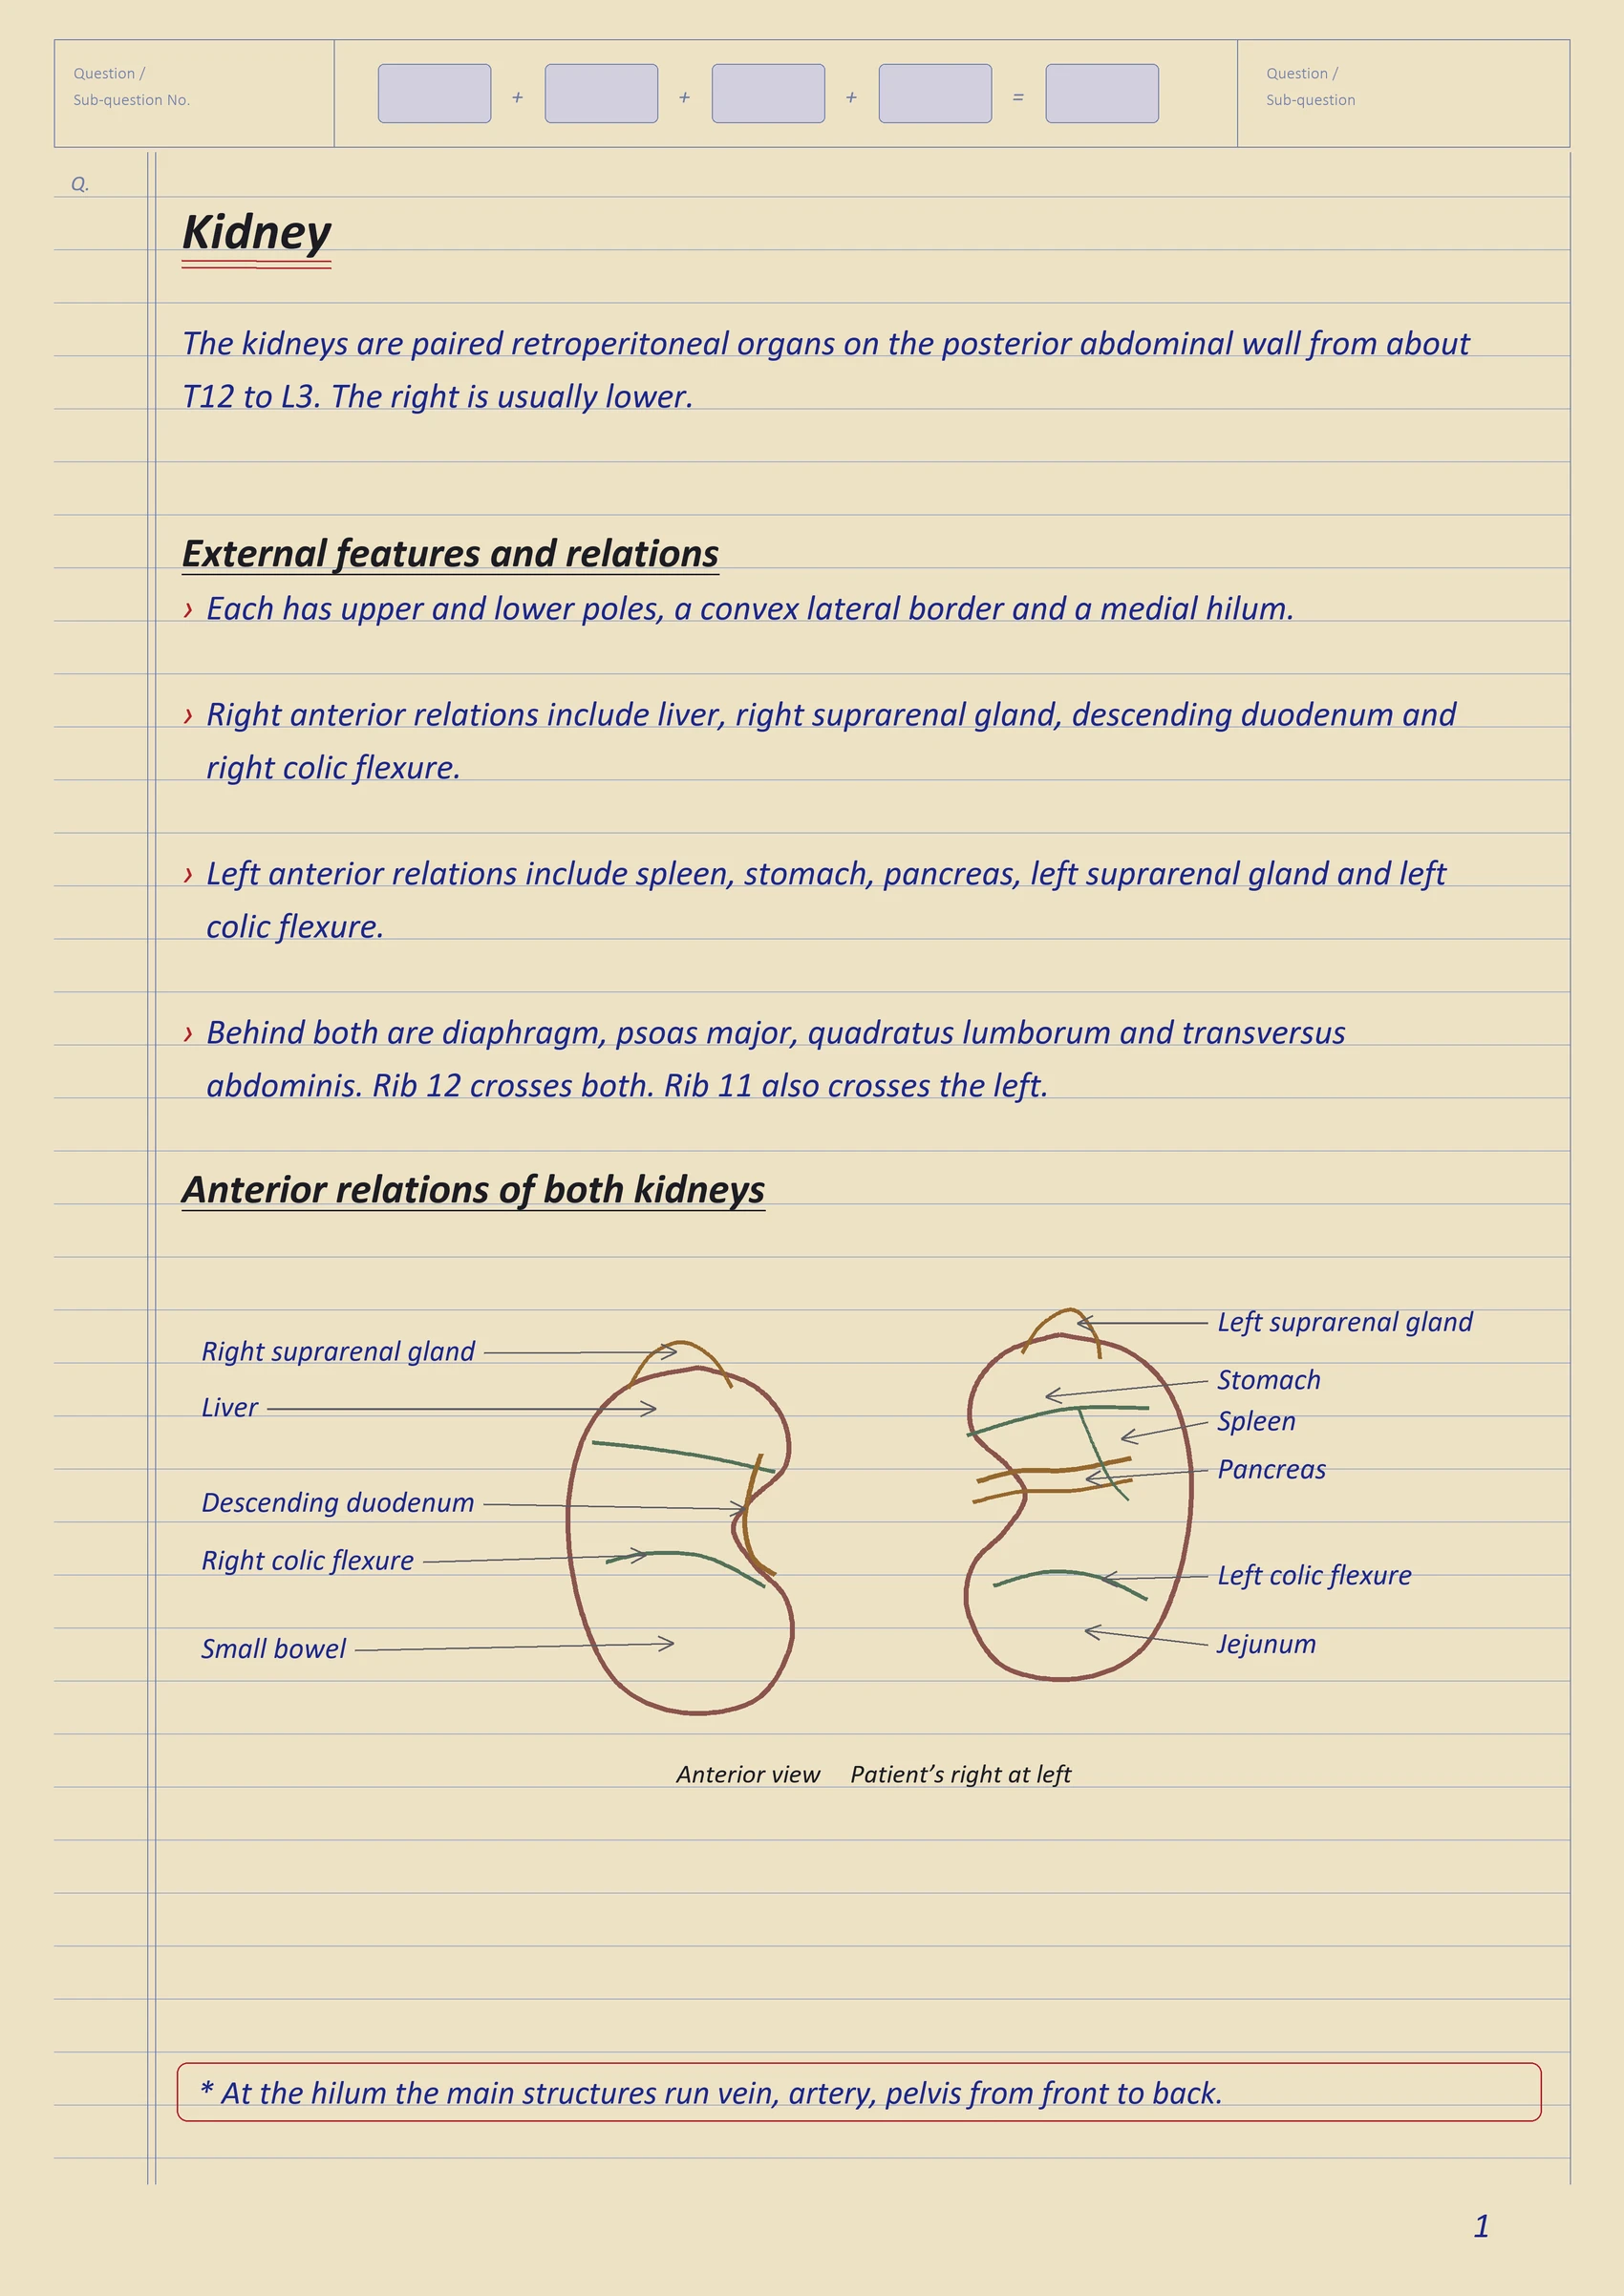 Question /
Sub-question No.
+ + + =
Question /
Sub-question
Q.
Kidney
The kidneys are paired retroperitoneal organs on the posterior abdominal wall from about
T12 to L3. The right is usually lower.
External features and relations
› Each has upper and lower poles, a convex lateral border and a medial hilum.
› Right anterior relations include liver, right suprarenal gland, descending duodenum and
right colic flexure.
› Left anterior relations include spleen, stomach, pancreas, left suprarenal gland and left
colic flexure.
› Behind both are diaphragm, psoas major, quadratus lumborum and transversus
abdominis. Rib 12 crosses both. Rib 11 also crosses the left.
Anterior relations of both kidneys
Right suprarenal gland
Liver
Descending duodenum
Right colic flexure
Small bowel
Left suprarenal gland
Stomach
Spleen
Pancreas
Left colic flexure
Jejunum
Anterior view Patient’s right at left
* At the hilum the main structures run vein, artery, pelvis from front to back.
1